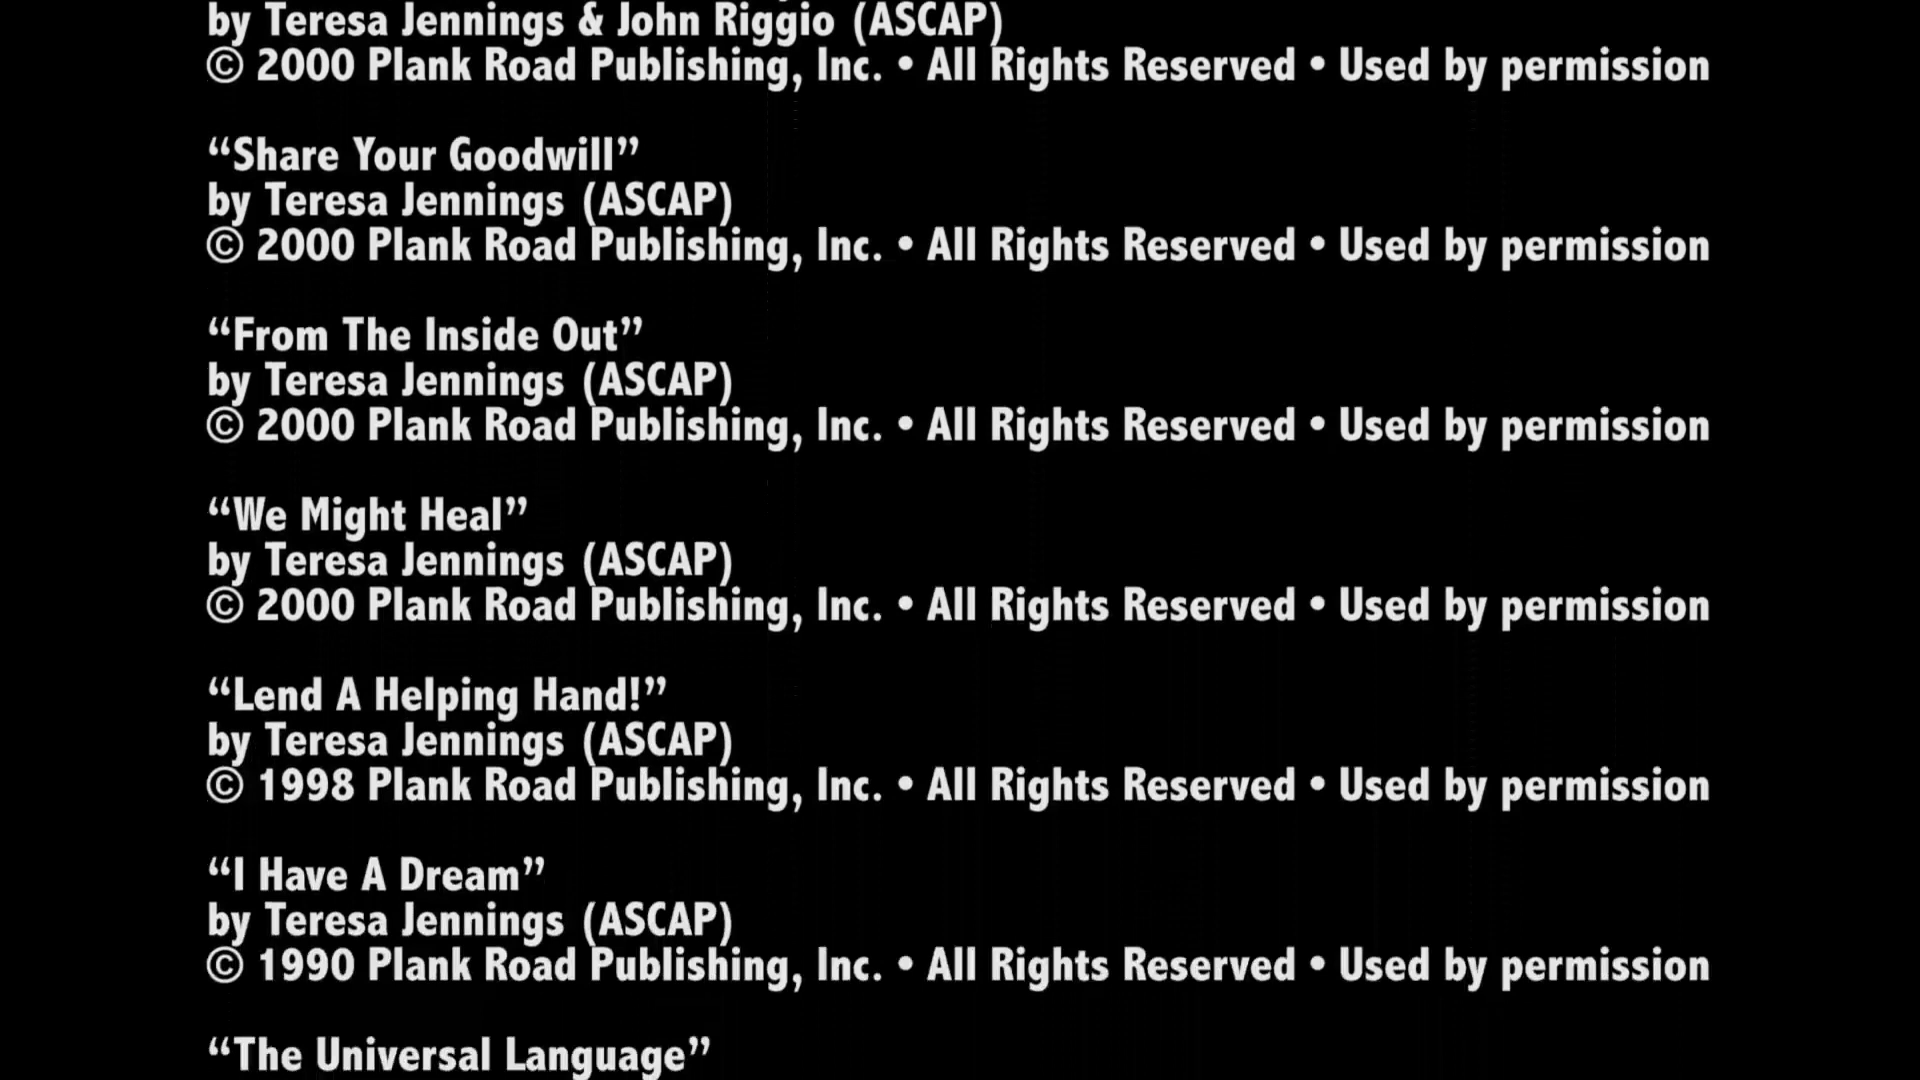 by Teresa Jennings & John Riggio (ASCAP)
© 2000 Plank Road Publishing, Inc. • All Rights Reserved • Used by permission
“Share Your Goodwill”
by Teresa Jennings (ASCAP)
© 2000 Plank Road Publishing, Inc. • All Rights Reserved • Used by permission
“From The Inside Out”
by Teresa Jennings (ASCAP)
© 2000 Plank Road Publishing, Inc. • All Rights Reserved • Used by permission
“We Might Heal”
by Teresa Jennings (ASCAP)
© 2000 Plank Road Publishing, Inc. • All Rights Reserved • Used by permission
“Lend A Helping Hand!”
by Teresa Jennings (ASCAP)
© 1998 Plank Road Publishing, Inc. • All Rights Reserved • Used by permission
“I Have A Dream”
by Teresa Jennings (ASCAP)
© 1990 Plank Road Publishing, Inc. • All Rights Reserved • Used by permission
“The Universal Language”